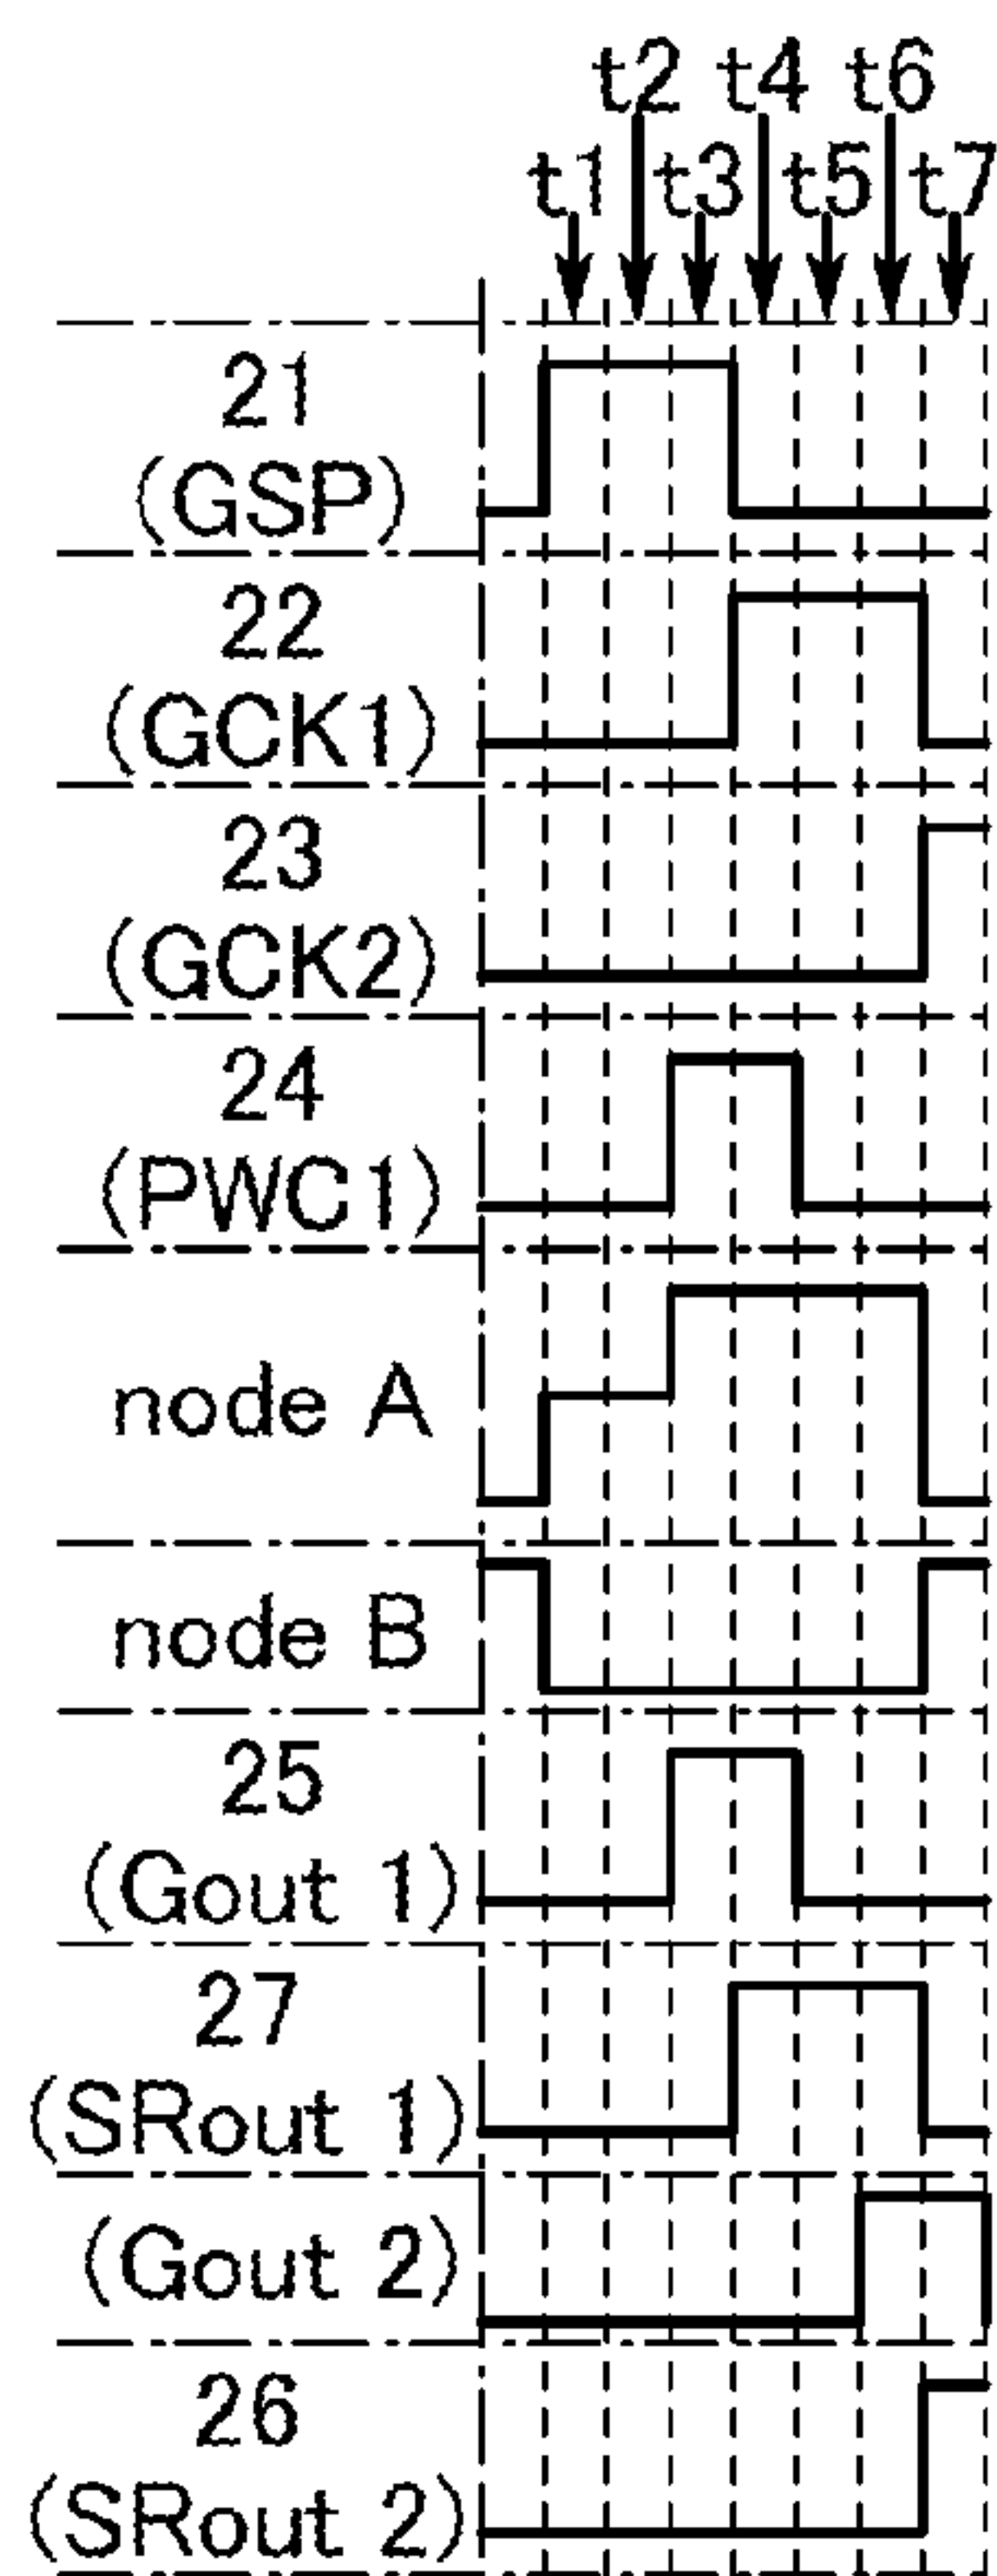 t2 t4 t6
t1 t3 t5 t7
21
(GSP)
22
(GCK1)
23
(GCK2)
24
(PWC1)
node A
node B
25
(Gout 1)
27
(SRout 1)
(Gout 2)
26
(SRout 2)